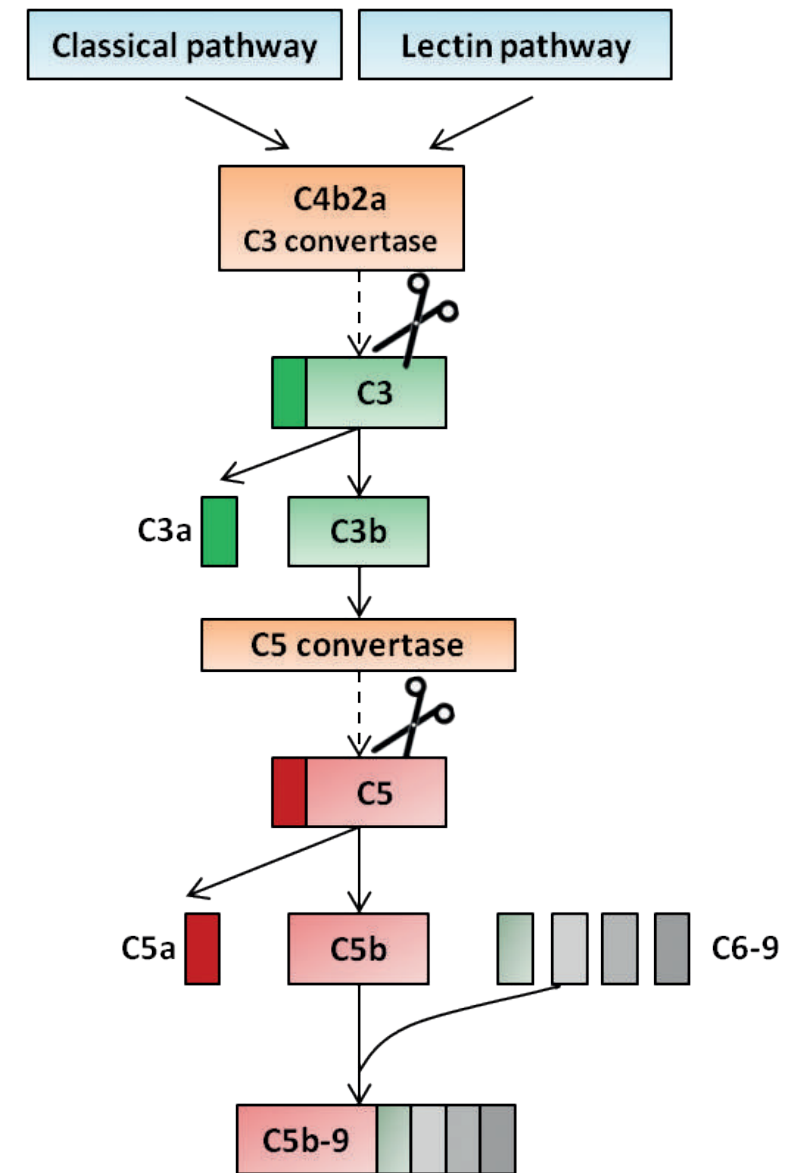 Classical pathway
Lectin pathway
C4b2a
C3 convertase
C3
C3a
C3b
C5 convertase
C5
C5a
C5b
C6-9
C5b-9